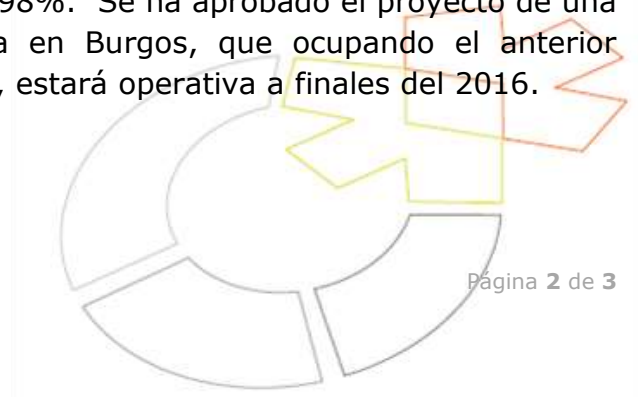 98%. Se ha aprobado el proyecto de una
en Burgos, que ocupando el anterior
, estará operativa a finales del 2016.
Página 2 de 3